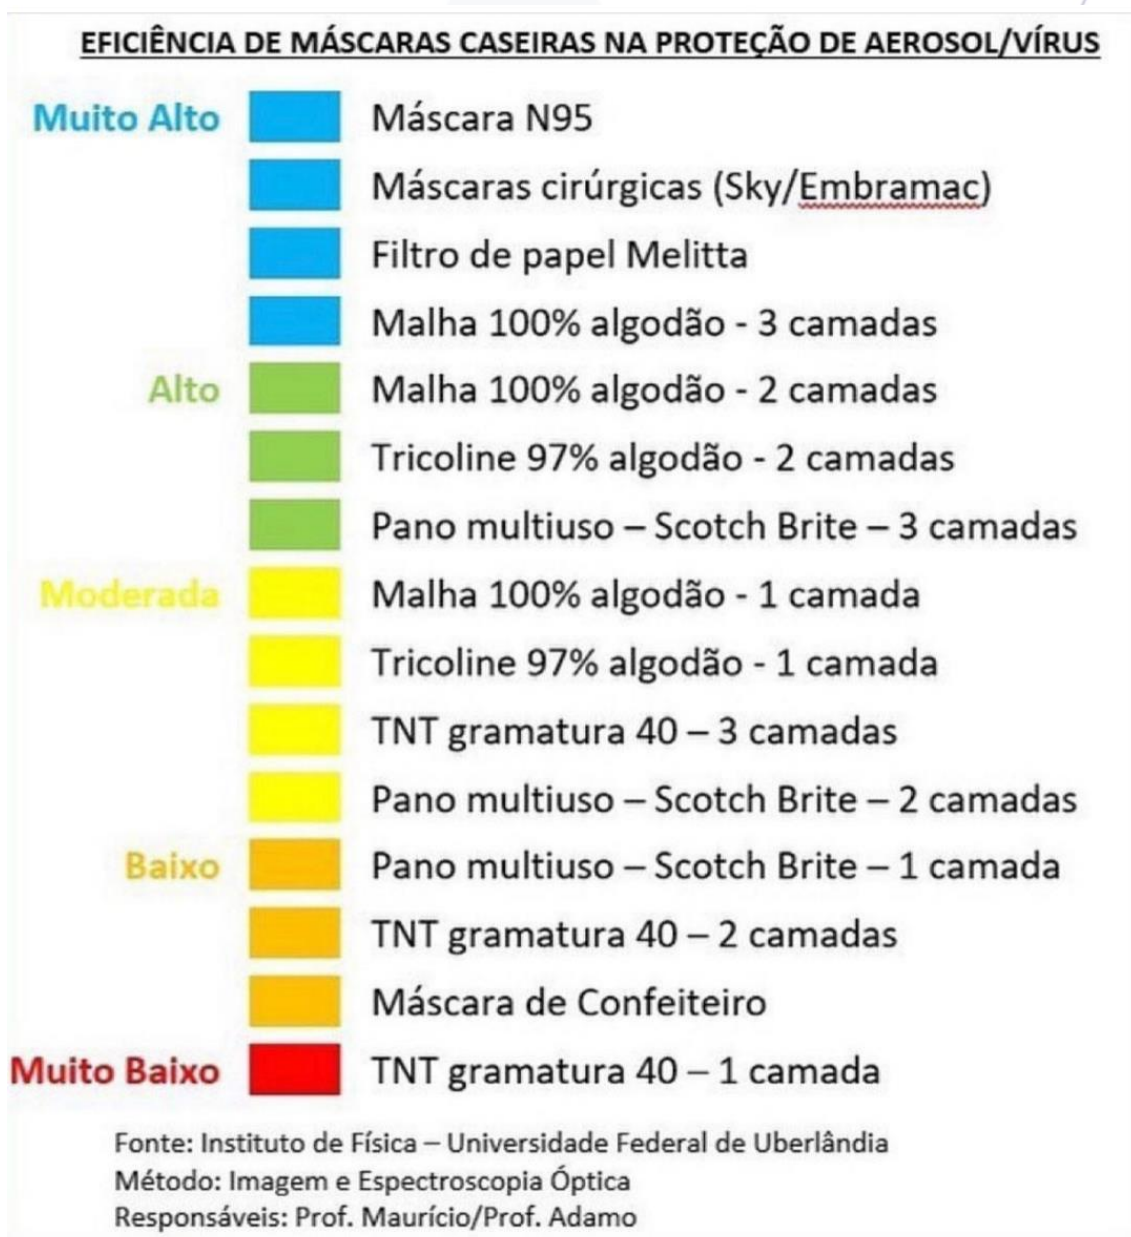 EFICIÊNCIA DE MÁSCARAS CASEIRAS NA PROTEÇÃO DE AEROSOL/VÍRUS
Muito Alto Máscara N95
Máscaras cirúrgicas (Sky/Embramac)
Filtro de papel Melitta
Malha 100% algodão - 3 camadas
Alto Malha 100% algodão - 2 camadas
Tricoline 97% algodão - 2 camadas
Pano multiuso – Scotch Brite – 3 camadas
Moderada Malha 100% algodão - 1 camada
Tricoline 97% algodão - 1 camada
TNT gramatura 40 – 3 camadas
Pano multiuso – Scotch Brite – 2 camadas
Baixo Pano multiuso – Scotch Brite – 1 camada
TNT gramatura 40 – 2 camadas
Máscara de Confeiteiro
Muito Baixo TNT gramatura 40 – 1 camada
Fonte: Instituto de Física – Universidade Federal de Uberlândia
Método: Imagem e Espectroscopia Óptica
Responsáveis: Prof. Maurício/Prof. Adamo